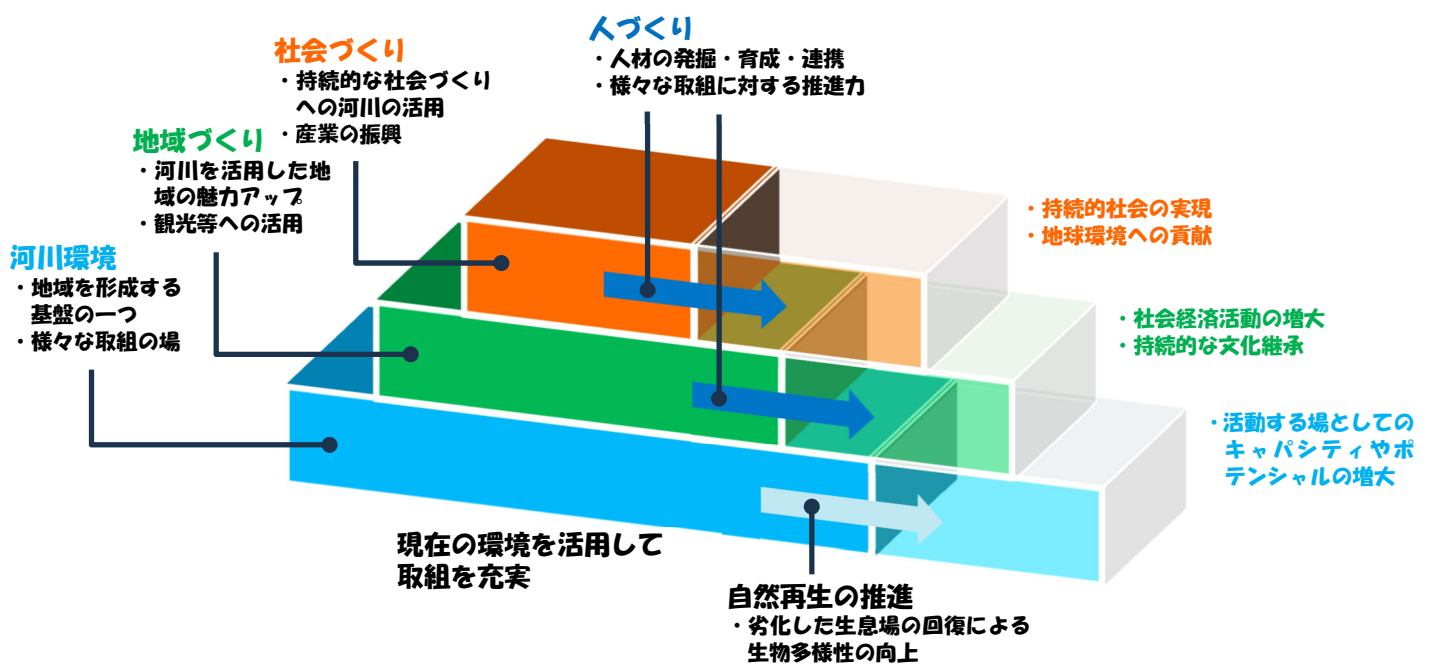 人づくり
・人材の発掘・育成・連携
・様々な取組に対する推進力
社会づくり
・持続的な社会づくり
への河川の活用
・産業の振興
地域づくり
・河川を活用した地
域の魅力アップ
・観光等への活用
河川環境
・地域を形成する
基盤の一つ
・様々な取組の場
・持続的社会の実現
・地球環境への貢献
・社会経済活動の増大
・持続的な文化継承
・活動する場としての
キャパシティやポ
テンシャルの増大
現在の環境を活用して
取組を充実
自然再生の推進
・劣化した生息場の回復による
生物多様性の向上